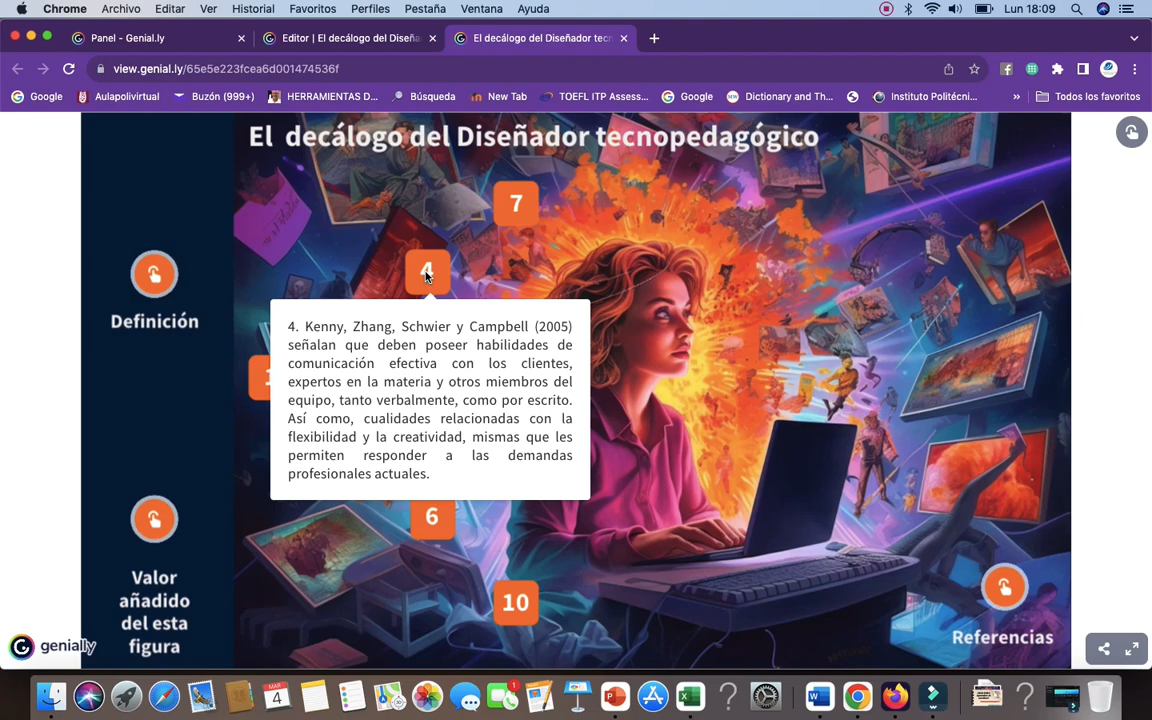 Chrome Archivo Editar Ver Historial Favoritos Perfiles Pestaña Ventana Ayuda
Lun 18:09
Panel - Genial.ly
Editor | El decálogo del Diseña
El decálogo del Diseñador tecn
view.genial.ly/65e5e223fcea6d001474536f
Google Aulapolivirtual Buzón (999+) HERRAMIENTAS D... Búsqueda New Tab TOEFL ITP Assess... Google Dictionary and Th... Instituto Politécni... » Todos los favoritos
El decálogo del Diseñador tecnopedagógico
7
4
Definición
4. Kenny, Zhang, Schwier y Campbell (2005)
señalan que deben poseer habilidades de
comunicación efectiva con los clientes,
expertos en la materia y otros miembros del
equipo, tanto verbalmente, como por escrito.
Así como, cualidades relacionadas con la
flexibilidad y la creatividad, mismas que les
permiten responder a las demandas
profesionales actuales.
6
10
Valor
añadido
del esta
figura
Referencias
genially
MAR
4
1